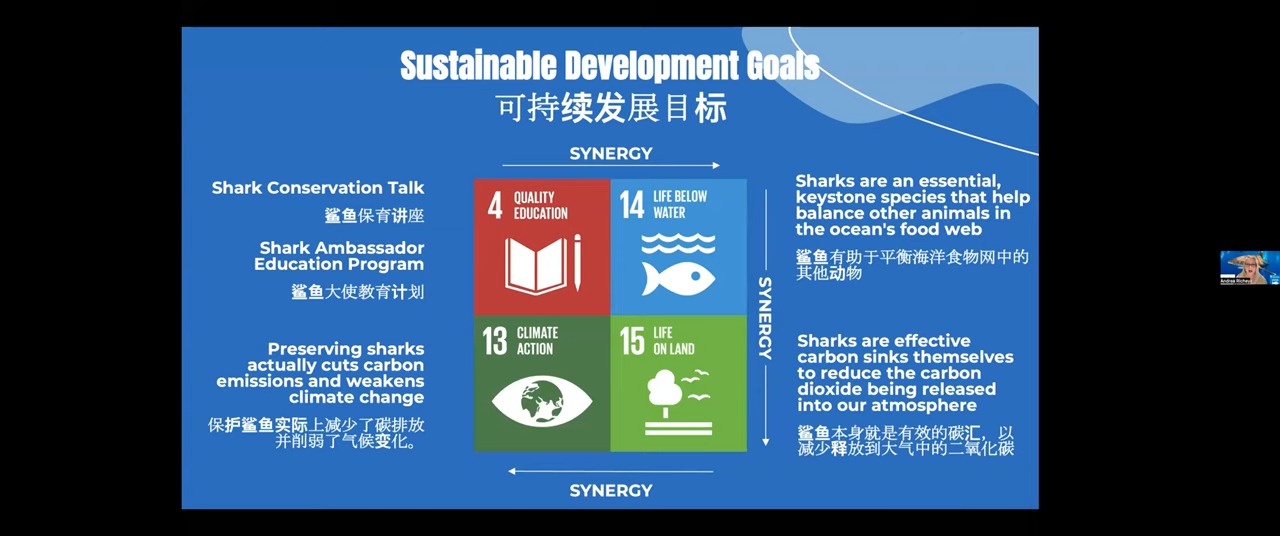 Sustainable Development Goals
可持续发展目标
SYNERGY
Shark Conservation Talk
鲨鱼保育讲座
Shark Ambassador
Education Program
鲨鱼大使教育计划
Preserving sharks
actually cuts carbon
emissions and weakens
climate change
保护鲨鱼实际上减少了碳排放
并削弱了气候变化。
4 QUALITY
EDUCATION
14 LIFE BELOW
WATER
13 CLIMATE
ACTION
15 LIFE
ON LAND
SYNERGY
Sharks are an essential,
keystone species that help
balance other animals in
the ocean's food web
鲨鱼有助于平衡海洋食物网中的
其他动物
Sharks are effective
carbon sinks themselves
to reduce the carbon
dioxide being released
into our atmosphere
鲨鱼本身就是有效的碳汇，以
减少释放到大气中的二氧化碳
SYNERGY